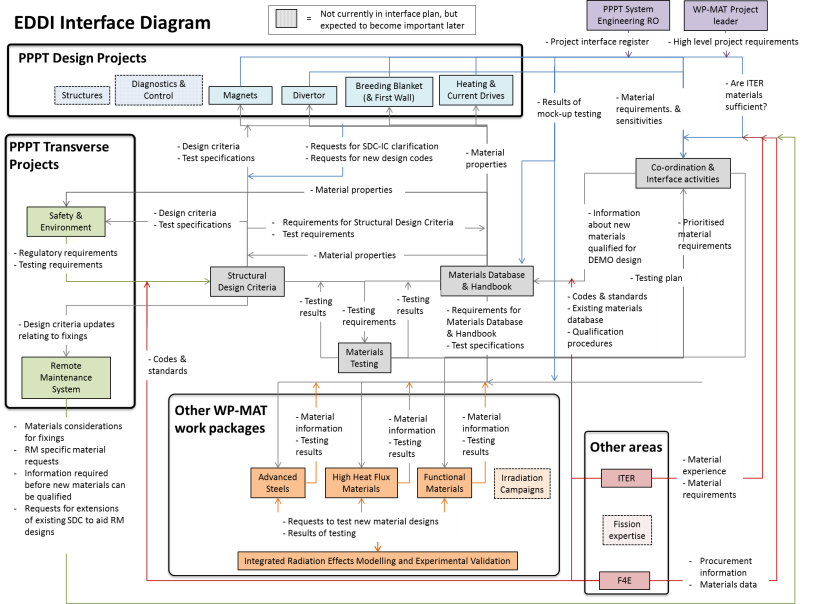 EDDI Interface Diagram
= Not currently in interface plan, but
expected to become important later
PPPT System
Engineering RO
WP-MAT Project
leader
- Project interface register
- High level project requirements
PPPT Design Projects
Structures
Diagnostics &
Control
Magnets
Divertor
Breeding Blanket
(& First Wall)
Heating &
Current Drives
- Results of
mock-up testing
- Material
requirements. &
sensitivities
- Are ITER
materials
sufficient?
PPPT Transverse
Projects
- Design criteria
- Test specifications
- Requests for SDC-IC clarification
- Requests for new design codes
- Material
properties
Co-ordination &
Interface activities
- Material properties
Safety &
Environment
- Design criteria
- Test specifications
- Requirements for Structural Design Criteria
- Test requirements
- Information
about new
materials
qualified for
DEMO design
- Prioritised
material
requirements
- Regulatory requirements
- Testing requirements
- Material properties
Structural
Design Criteria
Materials Database
& Handbook
- Testing plan
- Testing
results
- Testing
requirements
- Testing
results
- Requirements for
Materials Database
& Handbook
- Test specifications
- Codes & standards
- Existing materials
database
- Qualification
procedures
- Design criteria updates
relating to fixings
Materials
Testing
- Codes &
standards
Remote
Maintenance
System
- Materials considerations
for fixings
- RM specific material
requests
- Information required
before new materials can
be qualified
- Requests for extensions
of existing SDC to aid RM
designs
Other WP-MAT
work packages
- Material
information
- Testing
results
- Material
information
- Testing
results
- Material
information
- Testing
results
Advanced
Steels
High Heat Flux
Materials
Functional
Materials
Irradiation
Campaigns
- Requests to test new material designs
- Results of testing
Integrated Radiation Effects Modelling and Experimental Validation
Other areas
ITER
- Material
experience
- Material
requirements
Fission
expertise
F4E
- Procurement
information
- Materials data